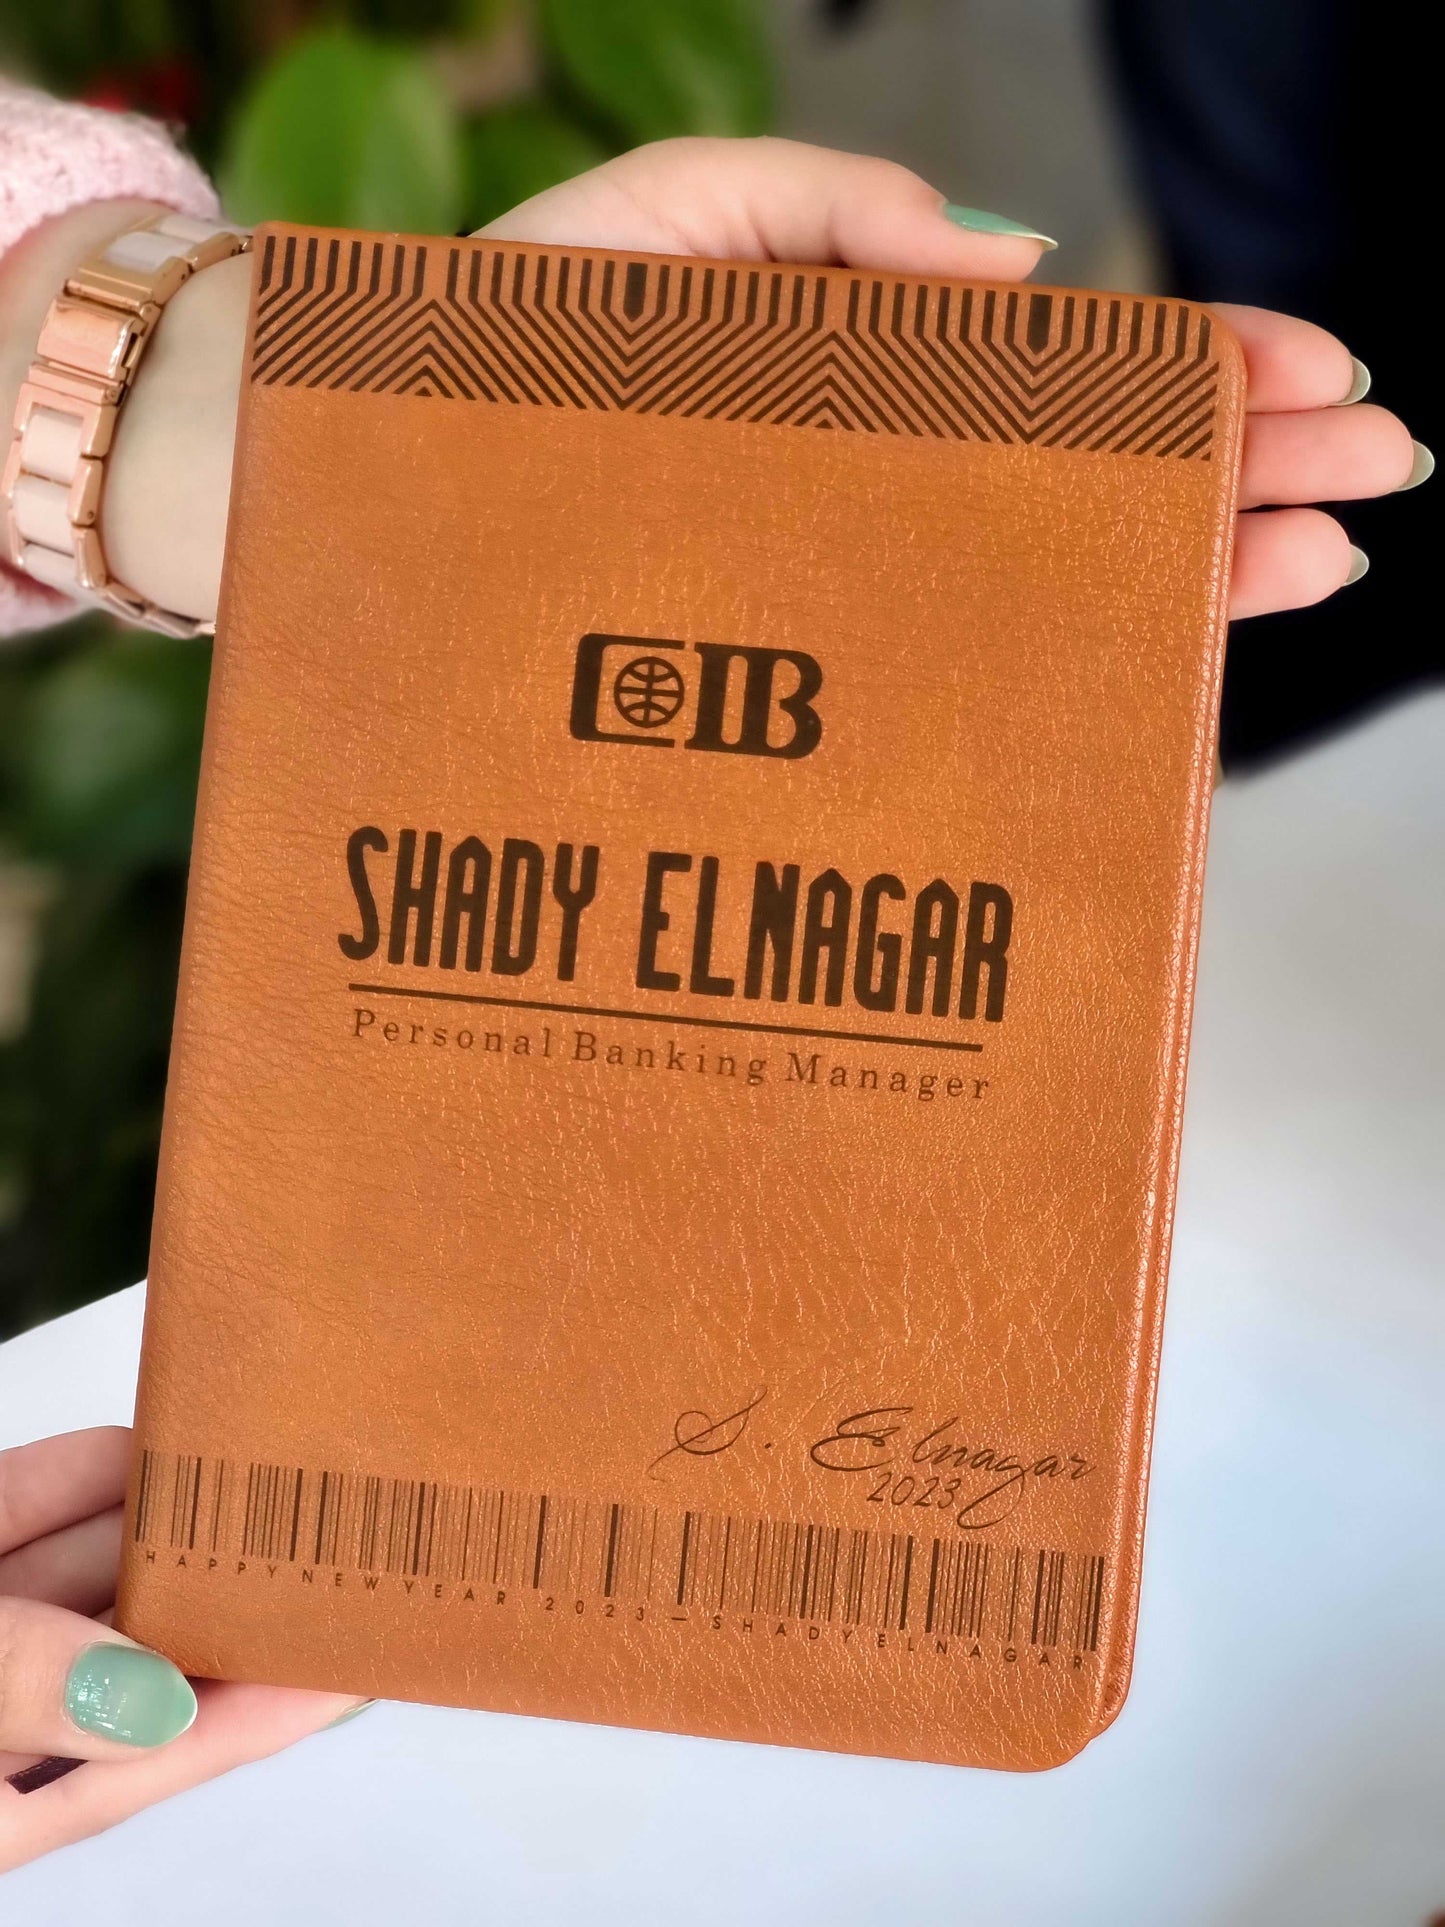 CIB
SHADY ELNAGAR
Personal Banking Manager
S. Elnagar
2023
HAPPY NEW YEAR 2023 – SHADY ELNAGAR